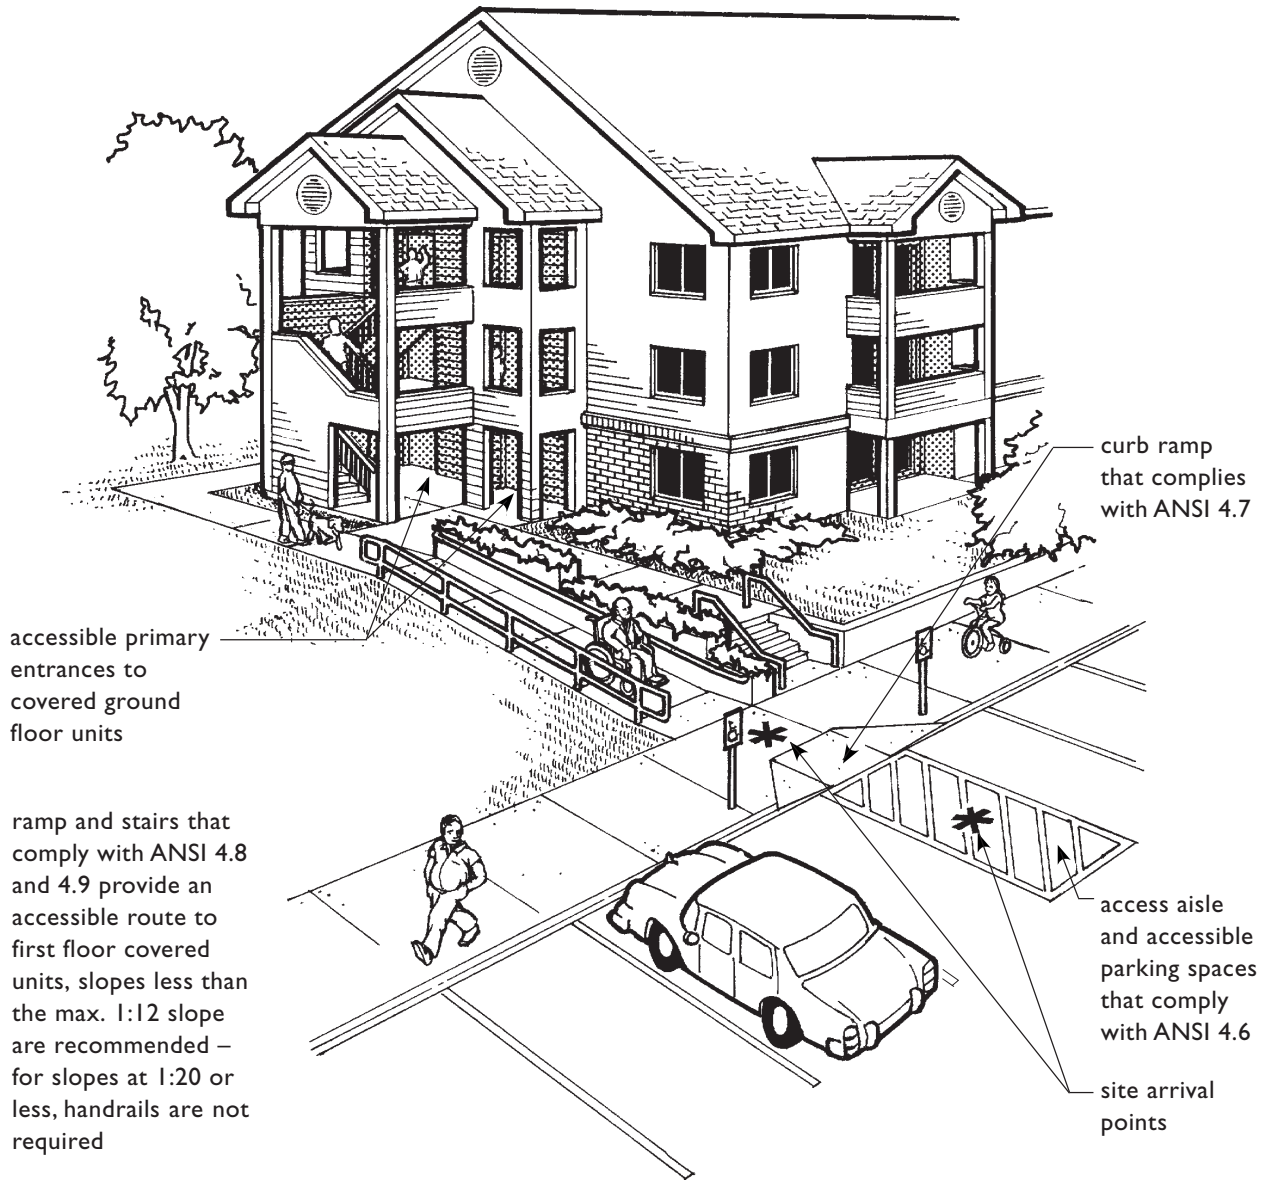 curb ramp
that complies
with ANSI 4.7
accessible primary
entrances to
covered ground
floor units
ramp and stairs that
comply with ANSI 4.8
and 4.9 provide an
accessible route to
first floor covered
units, slopes less than
the max. 1:12 slope
are recommended –
for slopes at 1:20 or
less, handrails are not
required
access aisle
and accessible
parking spaces
that comply
with ANSI 4.6
site arrival
points